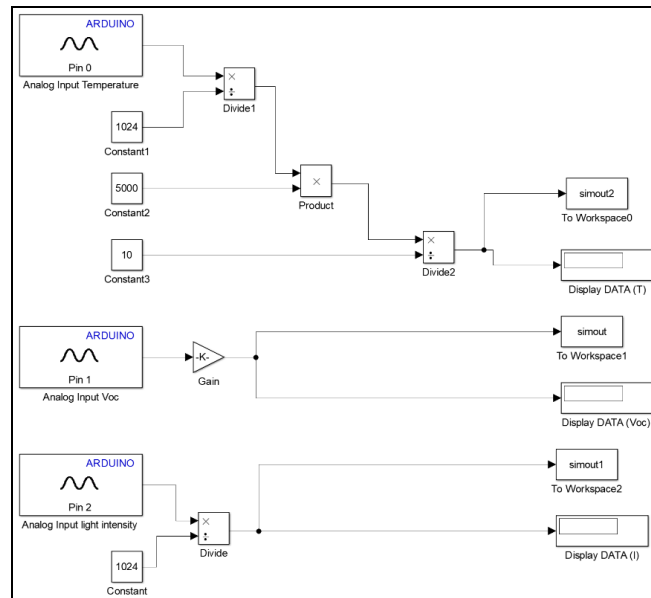 ARDUINO
Pin 0
Analog Input Temperature
×
÷
Divide1
1024
Constant1
5000
Constant2
×
Product
10
Constant3
×
÷
Divide2
simout2
To Workspace0
Display DATA (T)
ARDUINO
Pin 1
Analog Input Voc
-K-
Gain
simout
To Workspace1
Display DATA (Voc)
ARDUINO
Pin 2
Analog Input light intensity
×
÷
Divide
1024
Constant
simout1
To Workspace2
Display DATA (I)